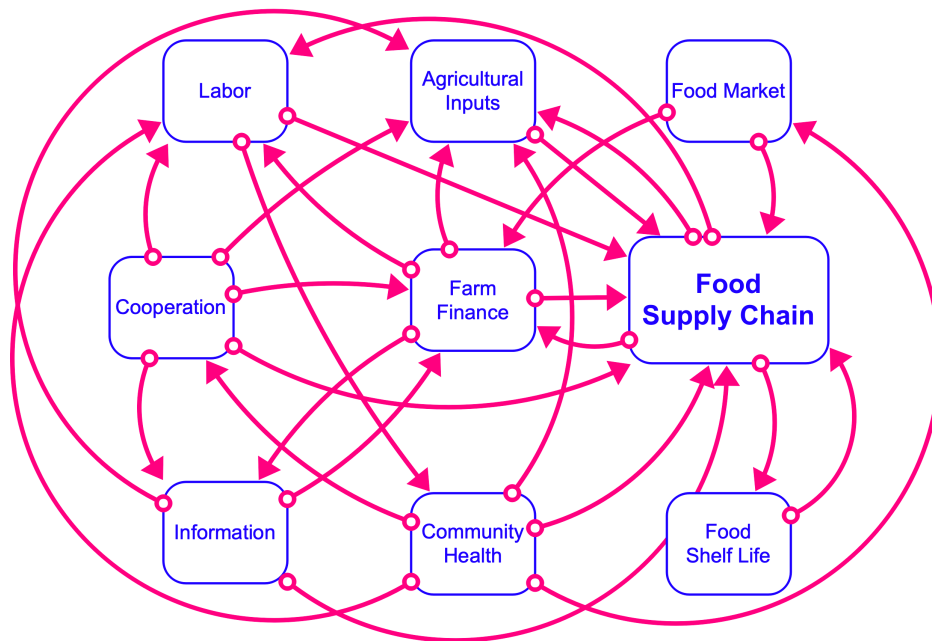 Labor
Agricultural
Inputs
Food Market
Cooperation
Farm
Finance
Food
Supply Chain
Information
Community
Health
Food
Shelf Life